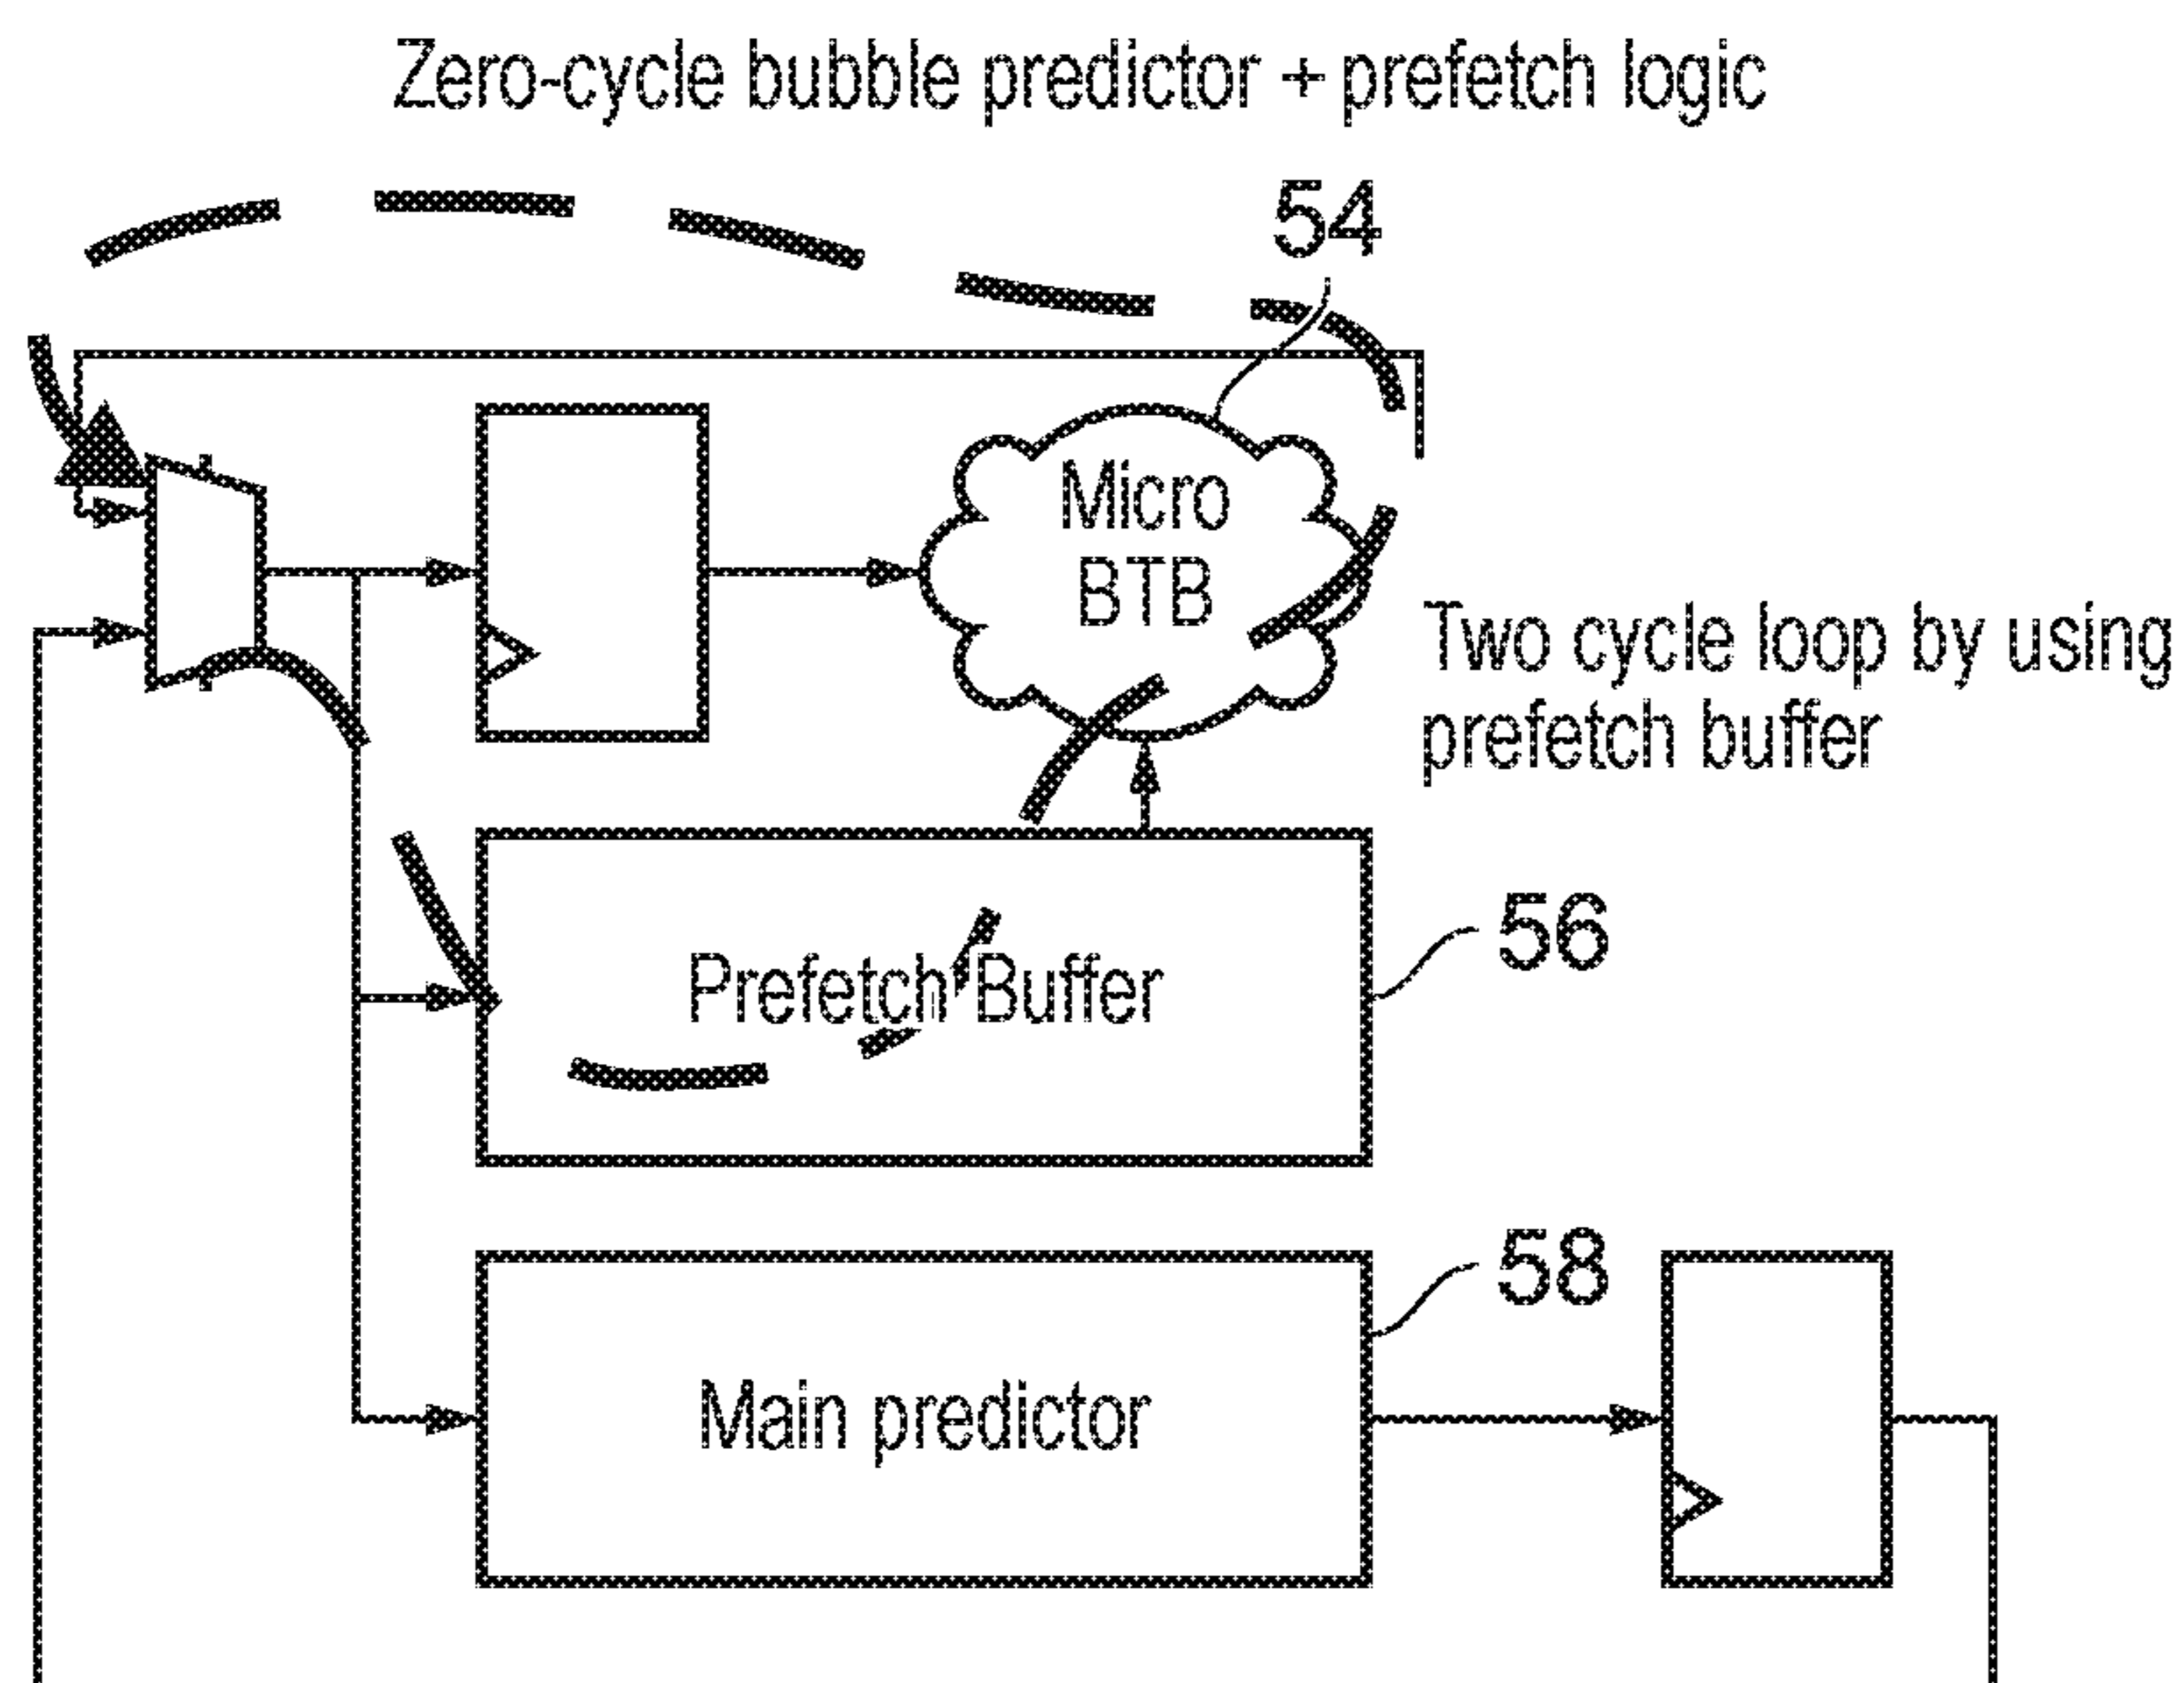 Zero-cycle bubble predictor + prefetch logic
54
Micro
BTB
Two cycle loop by using
prefetch buffer
56
Prefetch Buffer
58
Main predictor